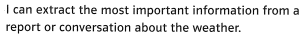 I can extract the most important information from a
report or conversation about the weather.